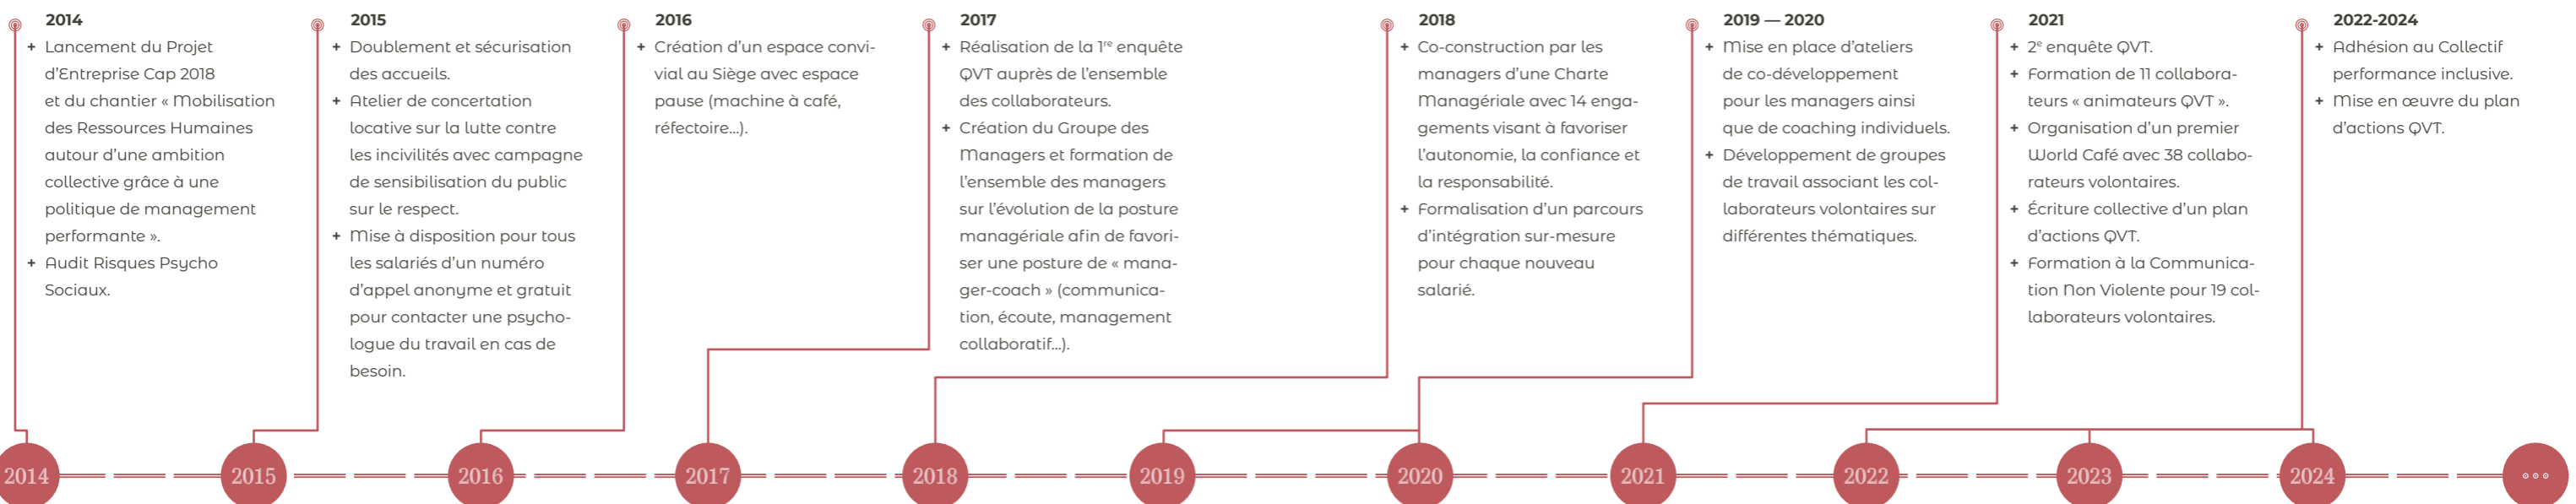 2014
+ Lancement du Projet
d’Entreprise Cap 2018
et du chantier « Mobilisation
des Ressources Humaines
autour d’une ambition
collective grâce à une
politique de management
performante ».
+ Audit Risques Psycho
Sociaux.
2015
+ Doublement et sécurisation
des accueils.
+ Atelier de concertation
locative sur la lutte contre
les incivilités avec campagne
de sensibilisation du public
sur le respect.
+ Mise à disposition pour tous
les salariés d’un numéro
d’appel anonyme et gratuit
pour contacter une psycho-
logue du travail en cas de
besoin.
2016
+ Création d’un espace convi-
vial au Siège avec espace
pause (machine à café,
réfectoire…).
2017
+ Réalisation de la 1re enquête
QVT auprès de l’ensemble
des collaborateurs.
+ Création du Groupe des
Managers et formation de
l’ensemble des managers
sur l’évolution de la posture
managériale afin de favori-
ser une posture de « mana-
ger-coach » (communica-
tion, écoute, management
collaboratif…).
2018
+ Co-construction par les
managers d’une Charte
Managériale avec 14 enga-
gements visant à favoriser
l’autonomie, la confiance et
la responsabilité.
+ Formalisation d’un parcours
d’intégration sur-mesure
pour chaque nouveau
salarié.
2019 — 2020
+ Mise en place d’ateliers
de co-développement
pour les managers ainsi
que de coaching individuels.
+ Développement de groupes
de travail associant les col-
laborateurs volontaires sur
différentes thématiques.
2021
+ 2e enquête QVT.
+ Formation de 11 collabora-
teurs « animateurs QVT ».
+ Organisation d’un premier
World Café avec 38 collabo-
rateurs volontaires.
+ Écriture collective d’un plan
d’actions QVT.
+ Formation à la Communica-
tion Non Violente pour 19 col-
laborateurs volontaires.
2022-2024
+ Adhésion au Collectif
performance inclusive.
+ Mise en œuvre du plan
d’actions QVT.
2014 2015 2016 2017 2018 2019 2020 2021 2022 2023 2024 …